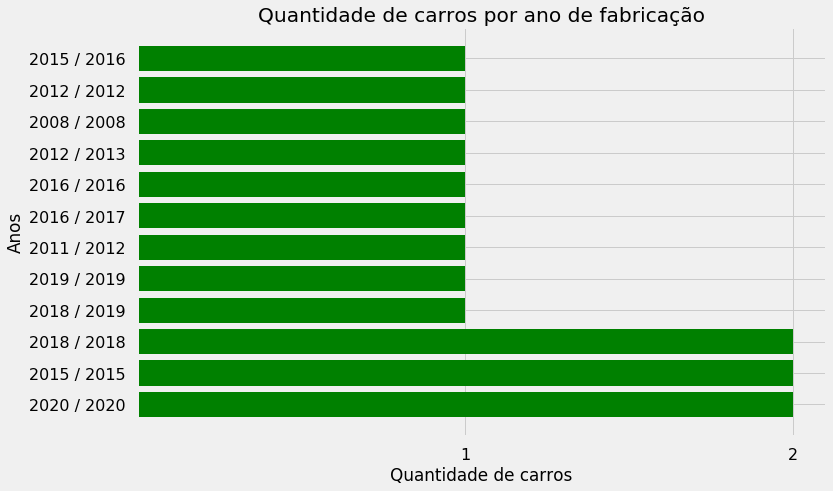 Quantidade de carros por ano de fabricação
2015 / 2016
2012 / 2012
2008 / 2008
2012 / 2013
2016 / 2016
2016 / 2017
2011 / 2012
2019 / 2019
2018 / 2019
2018 / 2018
2015 / 2015
2020 / 2020
Anos
1 2
Quantidade de carros